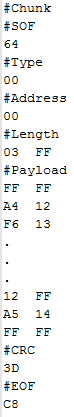 #Chunk
#SOF
64
#Type
00
#Address
00
#Length
03 FF
#Payload
FF FF
A4 12
F6 13
.
.
.
12 FF
A5 14
FF FF
#CRC
3D
#EOF
C8